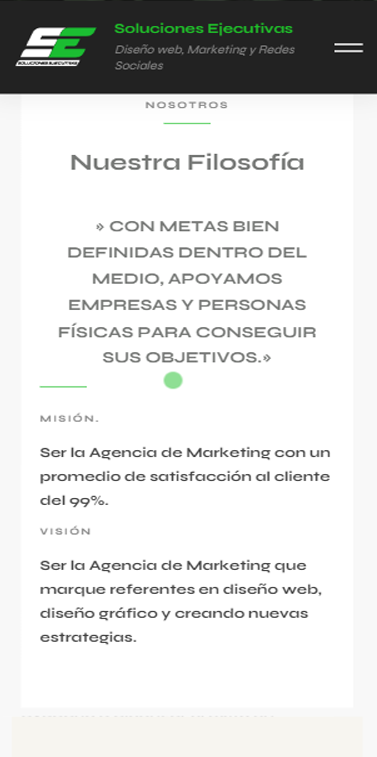 Soluciones Ejecutivas
Diseño web, Marketing y Redes
Sociales
SE
SOLUCIONES EJECUTIVAS
NOSOTROS
Nuestra Filosofía
» CON METAS BIEN
DEFINIDAS DENTRO DEL
MEDIO, APOYAMOS
EMPRESAS Y PERSONAS
FÍSICAS PARA CONSEGUIR
SUS OBJETIVOS.»
MISIÓN.
Ser la Agencia de Marketing con un
promedio de satisfacción al cliente
del 99%.
VISIÓN
Ser la Agencia de Marketing que
marque referentes en diseño web,
diseño gráfico y creando nuevas
estrategias.